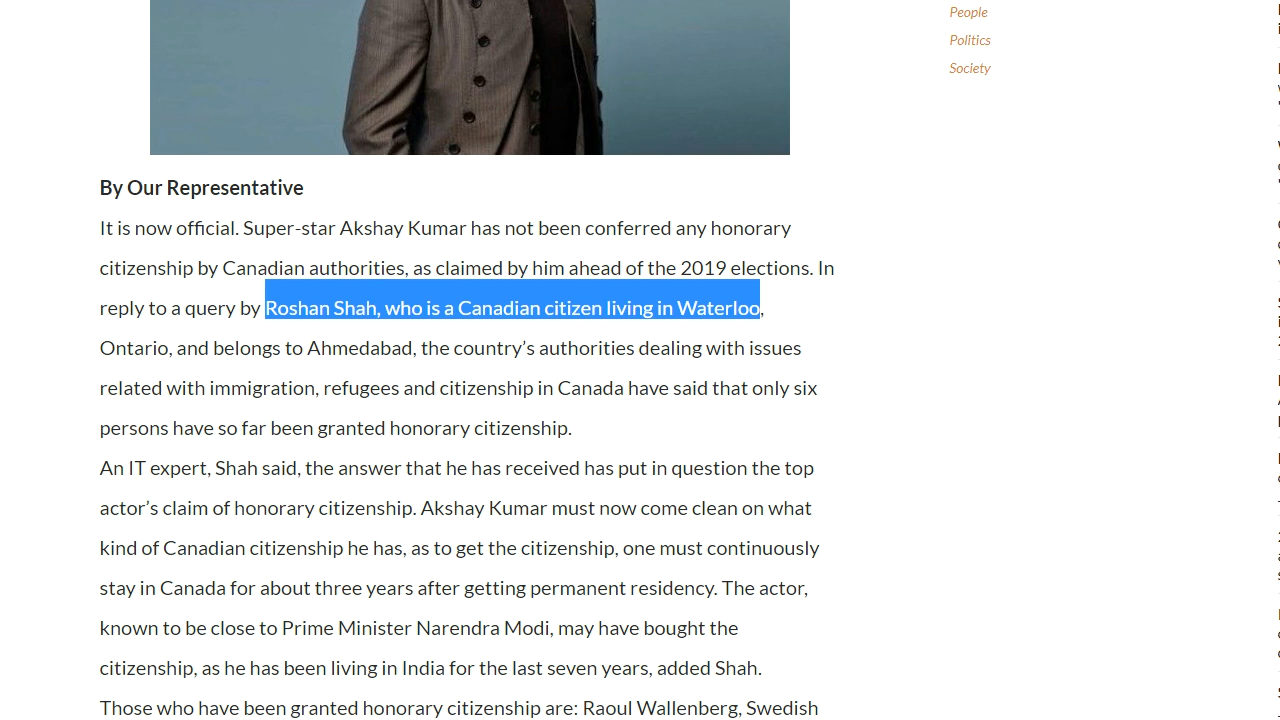 People
Politics
Society
By Our Representative
It is now official. Super-star Akshay Kumar has not been conferred any honorary
citizenship by Canadian authorities, as claimed by him ahead of the 2019 elections. In
reply to a query by Roshan Shah, who is a Canadian citizen living in Waterloo,
Ontario, and belongs to Ahmedabad, the country’s authorities dealing with issues
related with immigration, refugees and citizenship in Canada have said that only six
persons have so far been granted honorary citizenship.
An IT expert, Shah said, the answer that he has received has put in question the top
actor’s claim of honorary citizenship. Akshay Kumar must now come clean on what
kind of Canadian citizenship he has, as to get the citizenship, one must continuously
stay in Canada for about three years after getting permanent residency. The actor,
known to be close to Prime Minister Narendra Modi, may have bought the
citizenship, as he has been living in India for the last seven years, added Shah.
Those who have been granted honorary citizenship are: Raoul Wallenberg, Swedish